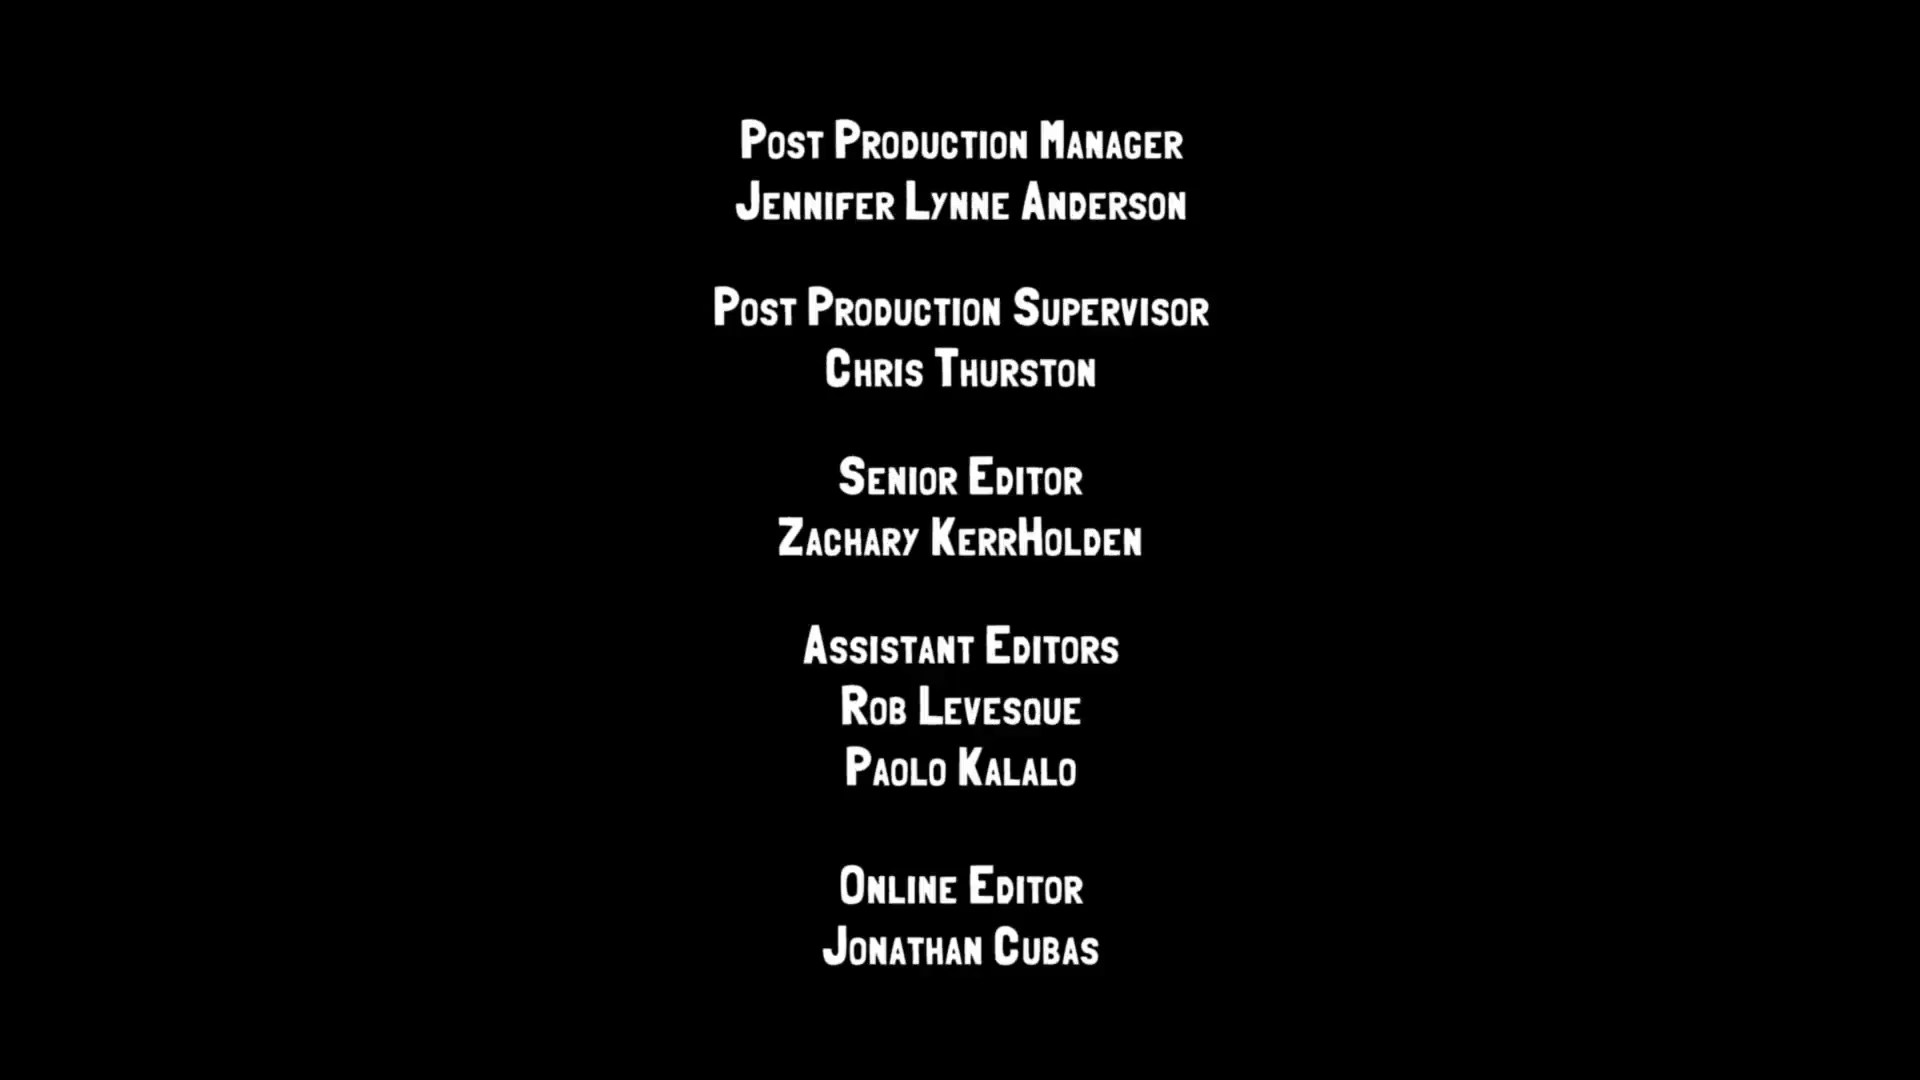 Post Production Manager
Jennifer Lynne Anderson
Post Production Supervisor
Chris Thurston
Senior Editor
Zachary KerrHolden
Assistant Editors
Rob Levesque
Paolo Kalalo
Online Editor
Jonathan Cubas